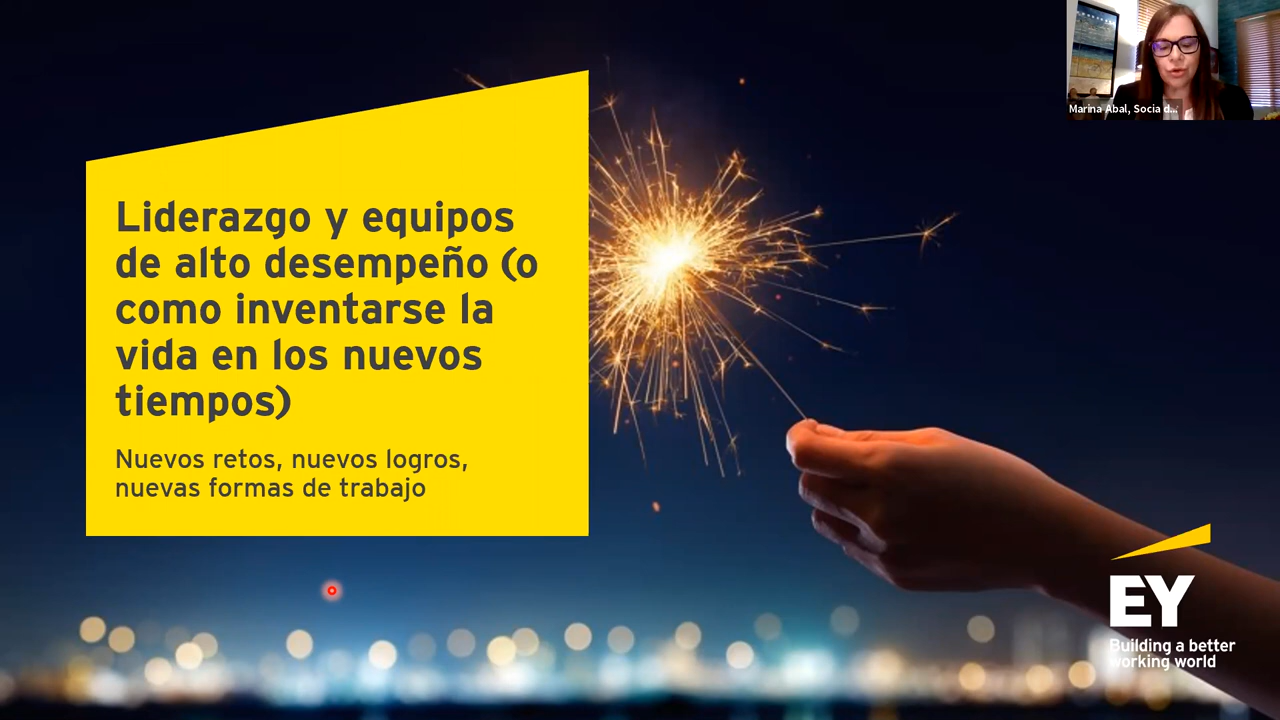 Marina Abal, Socia d...
Liderazgo y equipos
de alto desempeño (o
como inventarse la
vida en los nuevos
tiempos)
Nuevos retos, nuevos logros,
nuevas formas de trabajo
EY
Building a better
working world